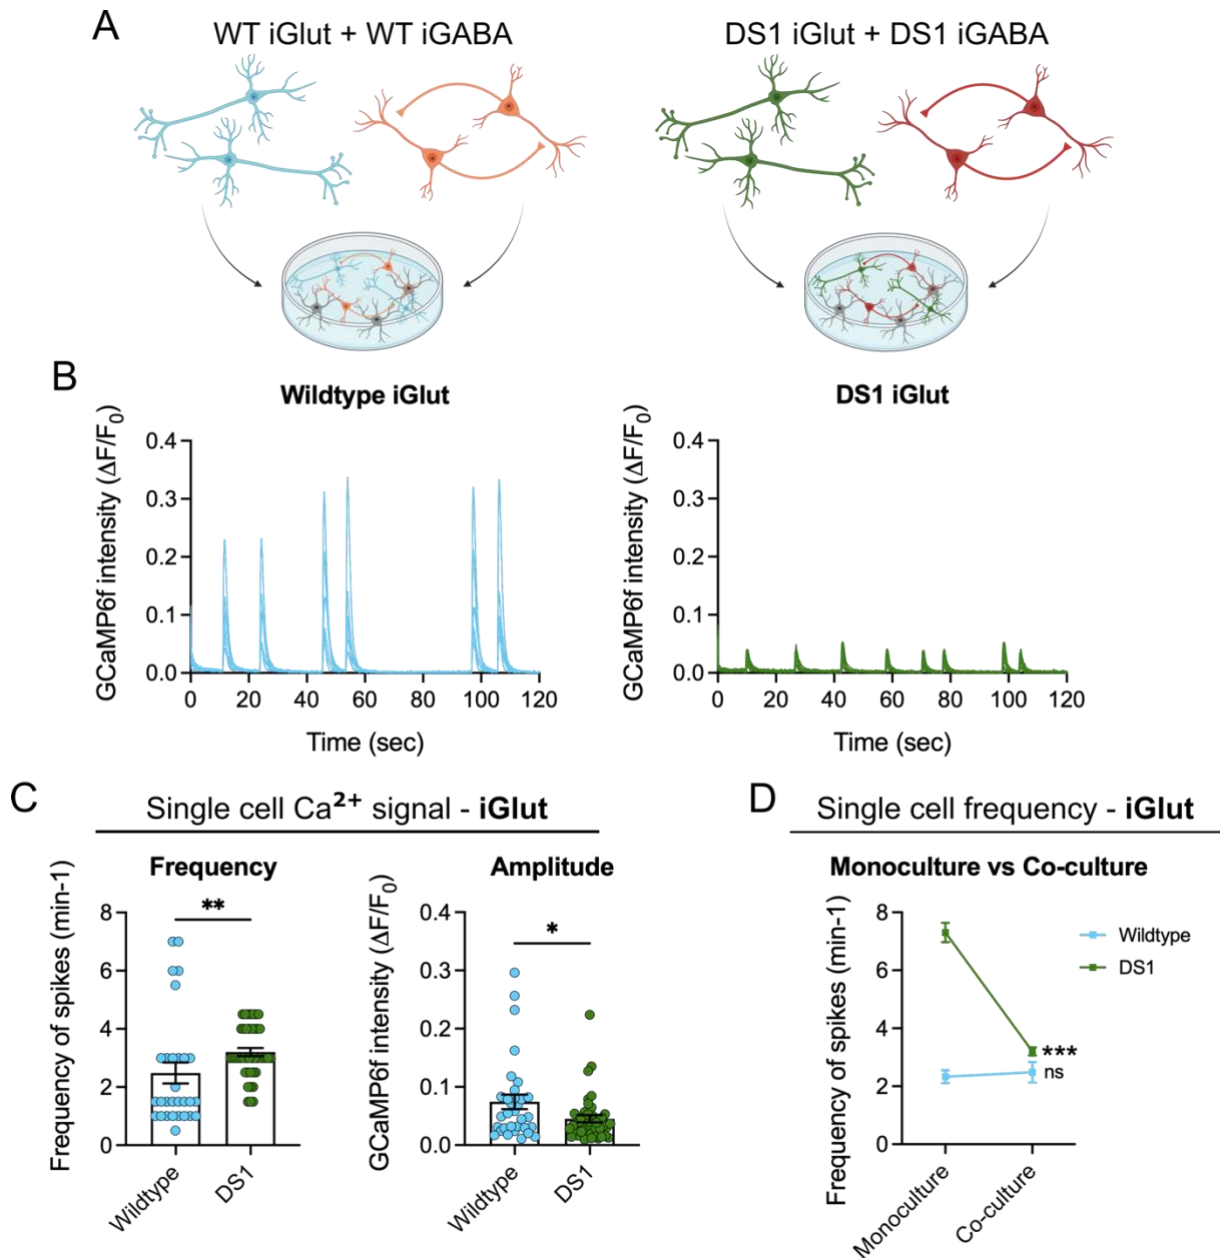 A
WT iGlut + WT iGABA
DS1 iGlut + DS1 iGABA
B
Wildtype iGlut
GCaMP6f intensity (ΔF/F₀)
0.4
0.3
0.2
0.1
0.0
0 20 40 60 80 100 120
Time (sec)
DS1 iGlut
GCaMP6f intensity (ΔF/F₀)
0.4
0.3
0.2
0.1
0.0
0 20 40 60 80 100 120
Time (sec)
C
Single cell Ca²⁺ signal - iGlut
Frequency
Frequency of spikes (min-1)
8
6
4
2
0
**
Wildtype
DS1
Amplitude
GCaMP6f intensity (ΔF/F₀)
0.4
0.3
0.2
0.1
0.0
*
Wildtype
DS1
D
Single cell frequency - iGlut
Monoculture vs Co-culture
Frequency of spikes (min-1)
8
6
4
2
0
Wildtype
DS1
***
ns
Monoculture
Co-culture